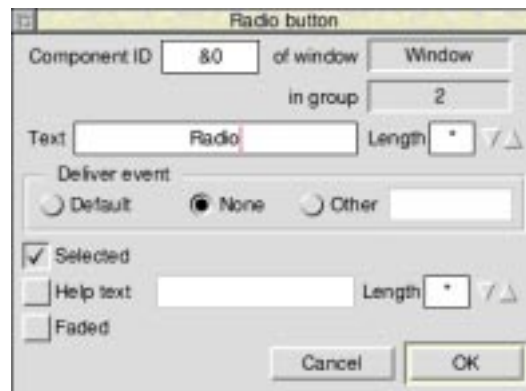 Radio button
Component ID &0 of window Window
in group 2
Text Radio Length *
Deliver event
Default None Other
Selected
Help text Length *
Faded
Cancel OK